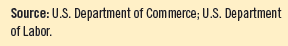 Source: U.S. Department of Commerce; U.S. Department
of Labor.